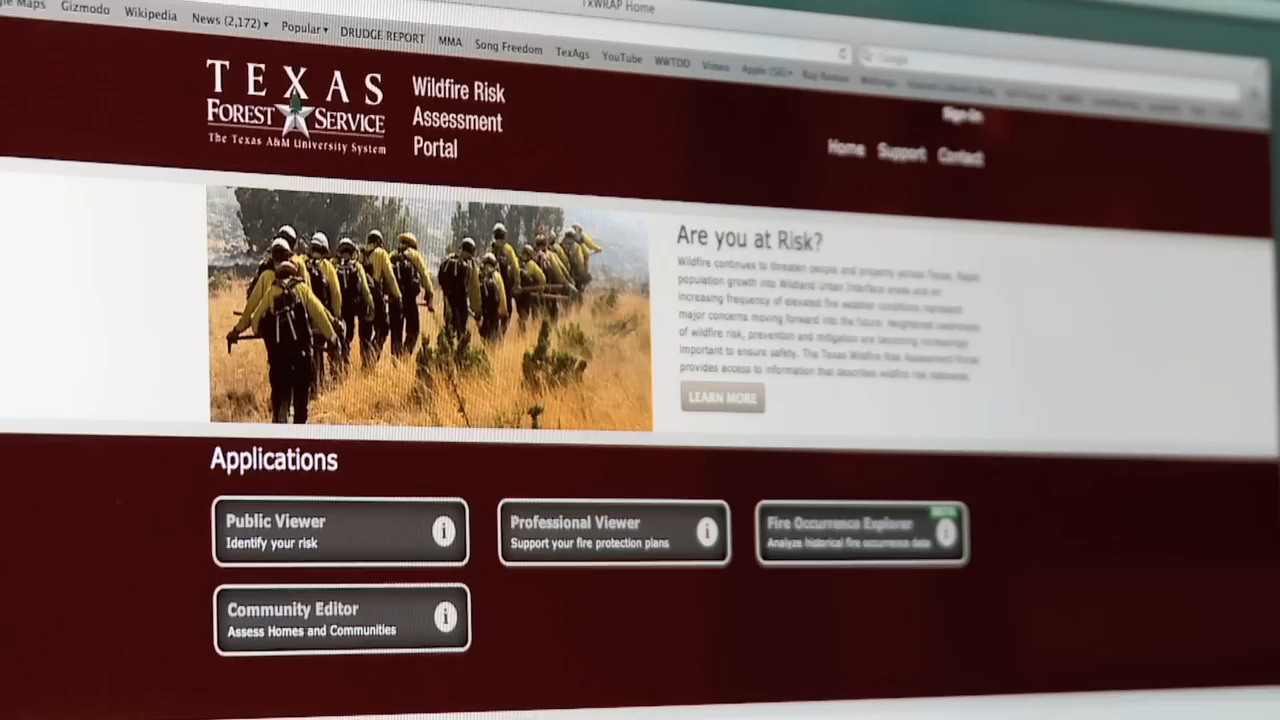 gle Maps Gizmodo Wikipedia News (2,172)▾ Popular▾ DRUDGE REPORT MMA Song Freedom TexAgs YouTube WWTDD Vimeo Apple (56)▾
TxWRAP Home
Google
TEXAS
FOREST SERVICE
The Texas A&M University System
Wildfire Risk
Assessment
Portal
Sign On
Home Support Contact
Are you at Risk?
Wildfire continues to threaten people and property across Texas. Rapid
population growth into Wildland Urban Interface areas and an
increasing frequency of elevated fire weather conditions represent
major concerns moving forward into the future. Heightened awareness
of wildfire risk, prevention and mitigation are becoming increasingly
important to ensure safety. The Texas Wildfire Risk Assessment Portal
provides access to information that describes wildfire risk statewide.
LEARN MORE
Applications
Public Viewer
Identify your risk
Professional Viewer
Support your fire protection plans
BETA
Fire Occurrence Explorer
Analyze historical fire occurrence data
Community Editor
Assess Homes and Communities